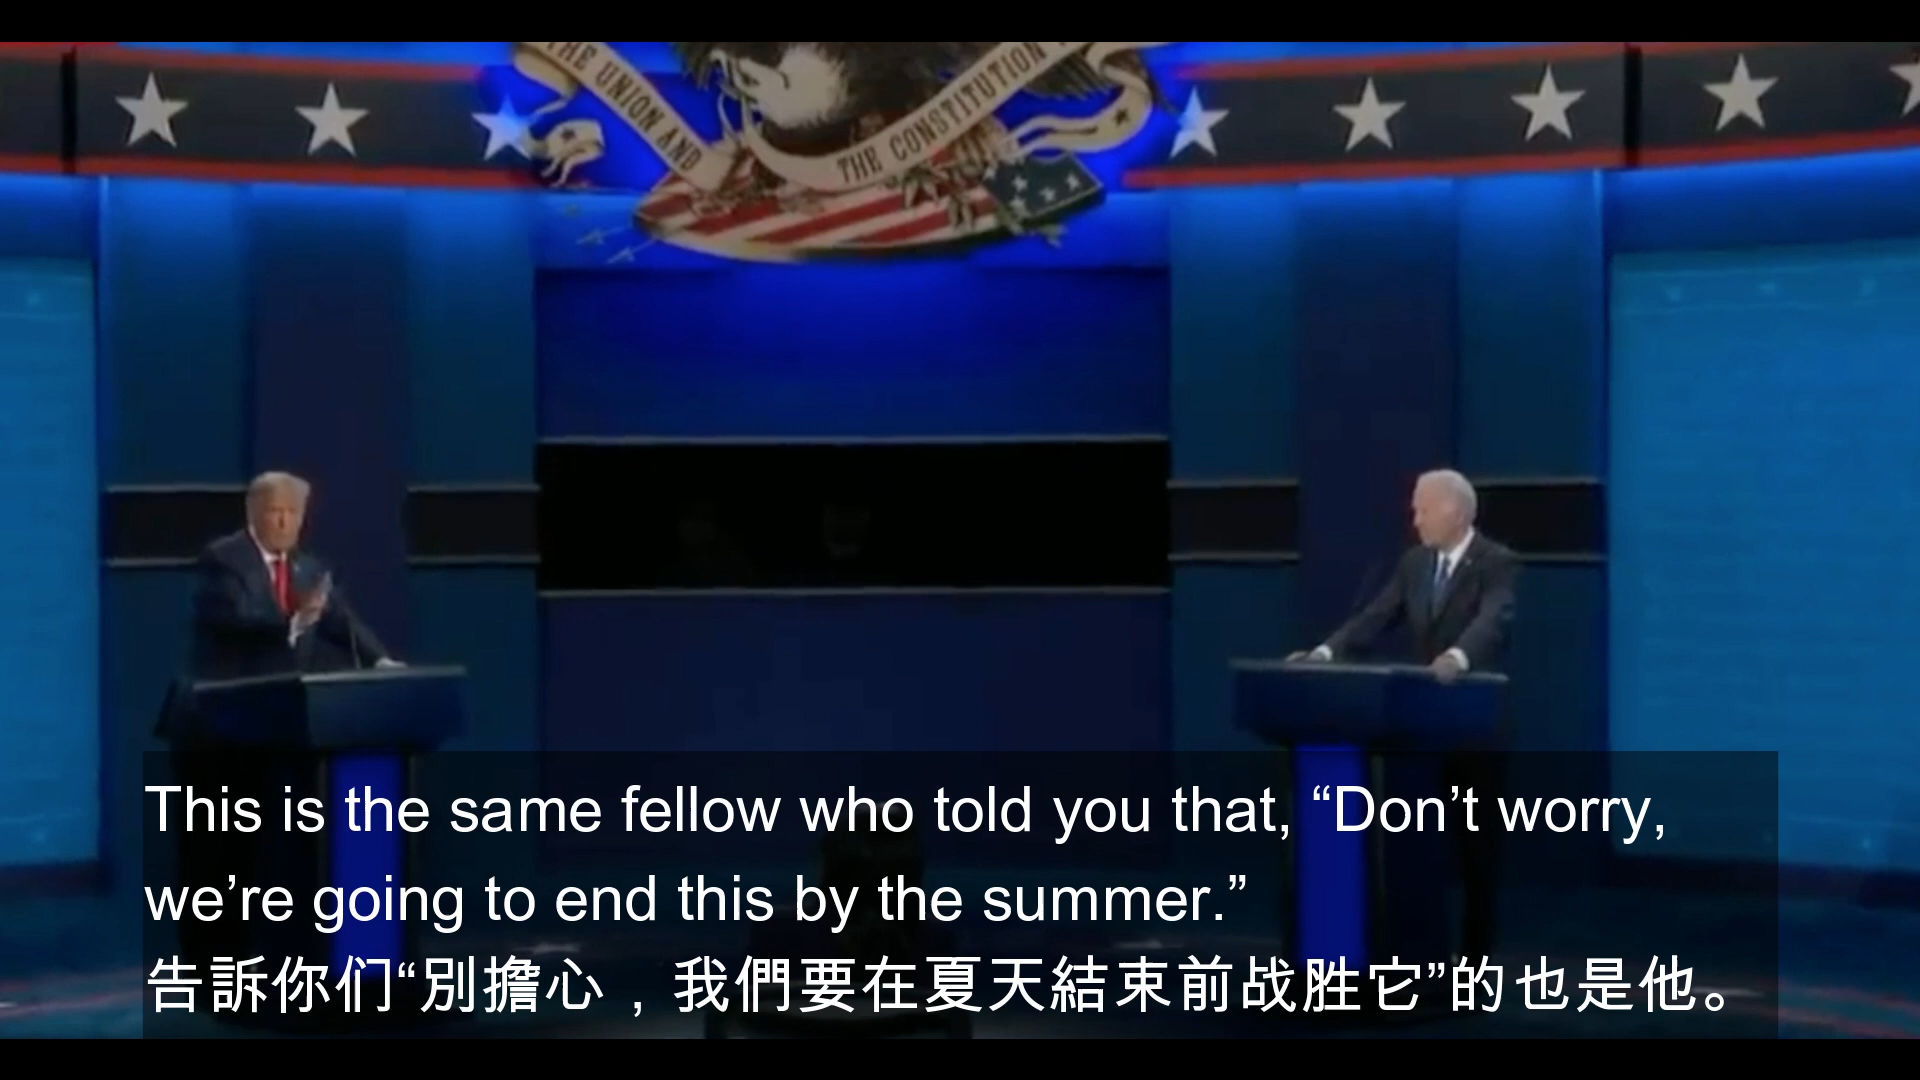 THE UNION AND
THE CONSTITUTION
This is the same fellow who told you that, “Don’t worry,
we’re going to end this by the summer.”
告訴你们“別擔心，我們要在夏天結束前战胜它”的也是他。